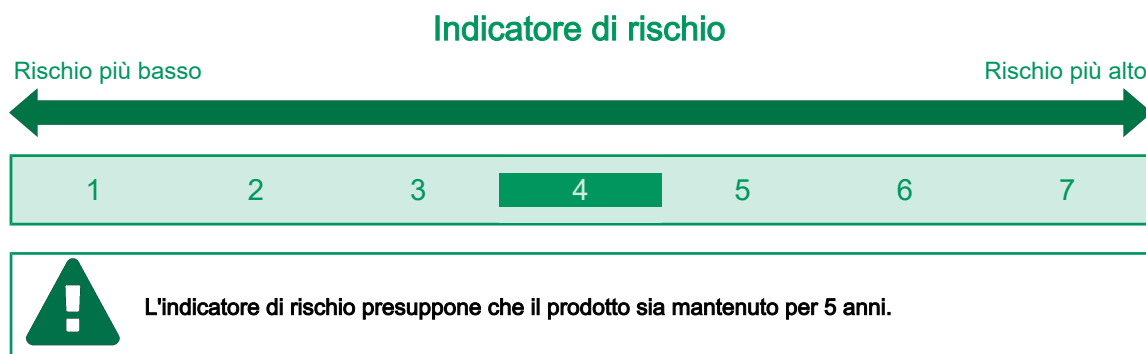 Indicatore di rischio
Rischio più basso Rischio più alto
1 2 3 4 5 6 7
L'indicatore di rischio presuppone che il prodotto sia mantenuto per 5 anni.